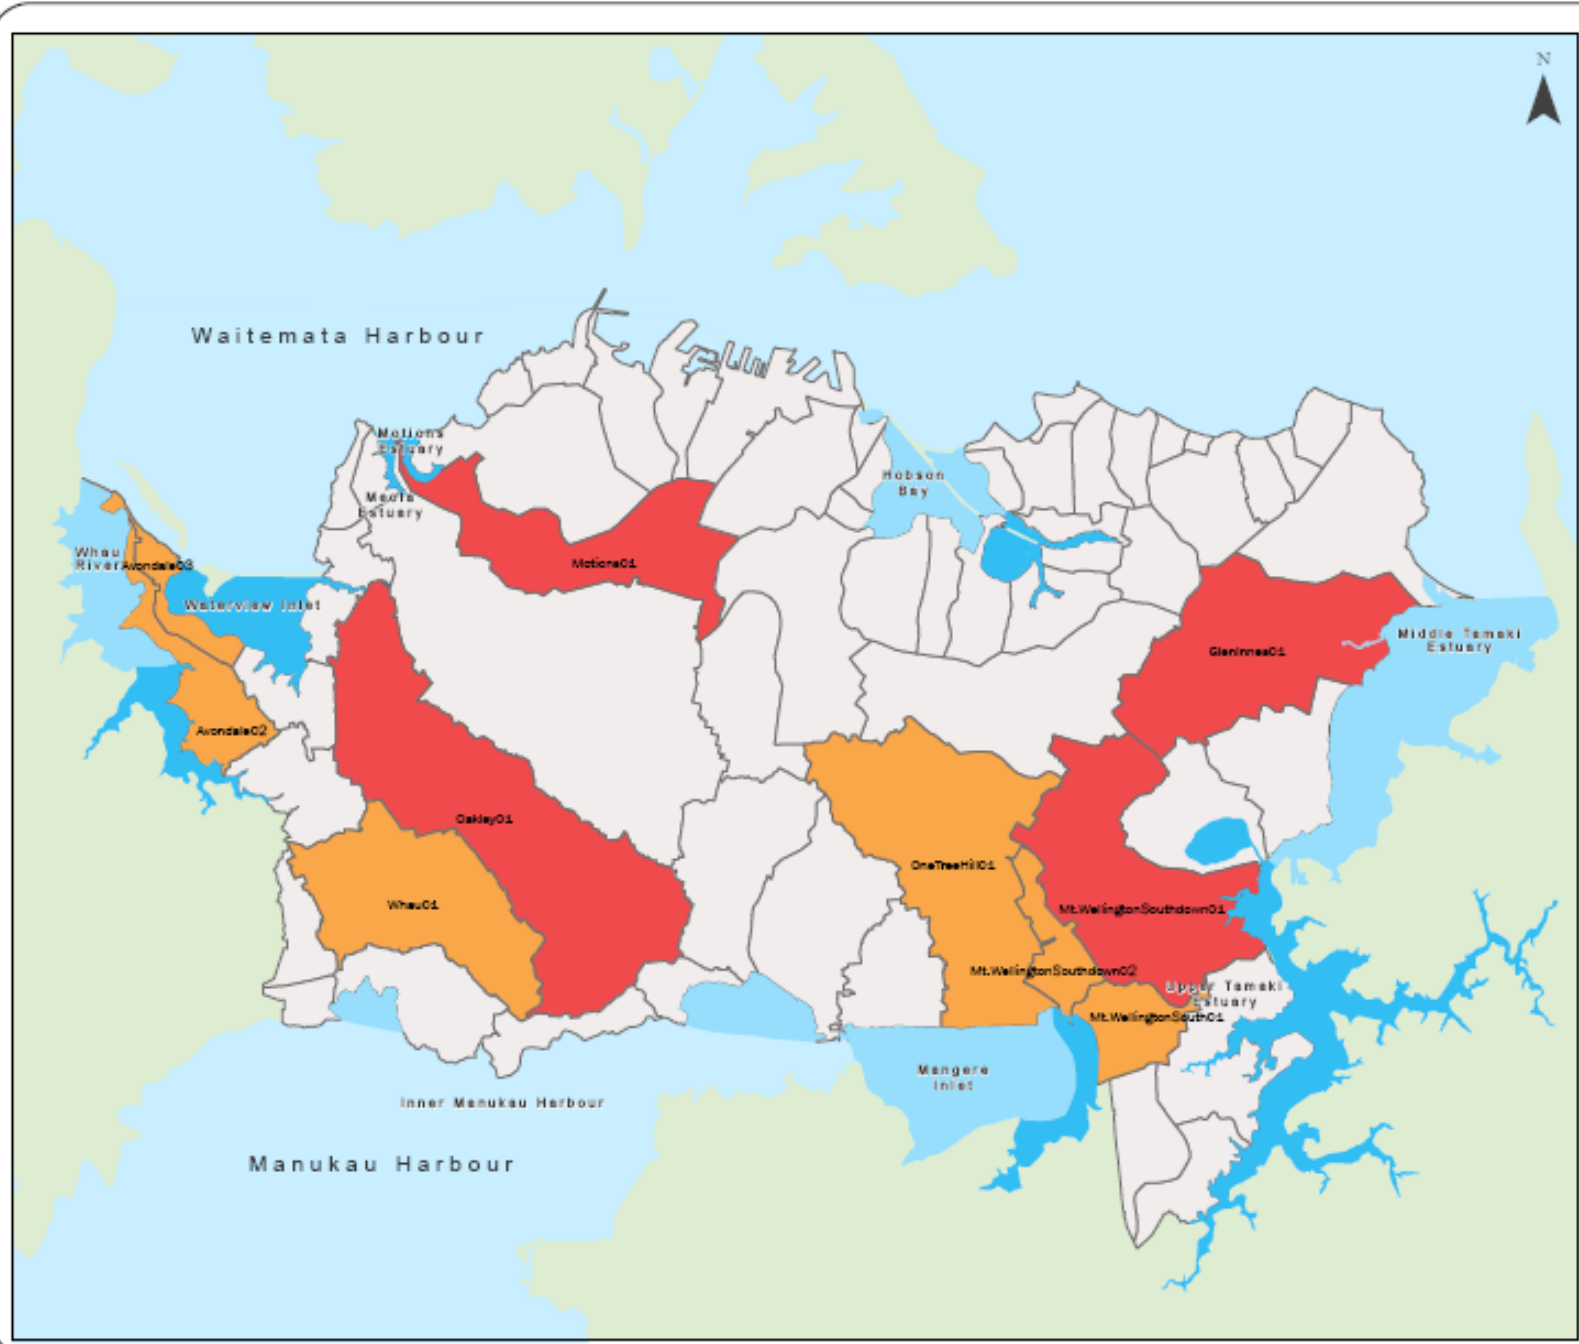 N
Waitemata Harbour
Motions
Estuary
Meola
Estuary
Hobson
Bay
Whau
River
Avondale03
Motions01
Waterview Inlet
Middle Tamaki
Estuary
GlenInnes01
Avondale02
Oakley01
OneTreeHill01
Whau01
Mt.WellingtonSouthdown01
Mt.WellingtonSouthdown02
Upper Tamaki
Estuary
Mt.WellingtonSouth01
Mangere
Inlet
Inner Manukau Harbour
Manukau Harbour